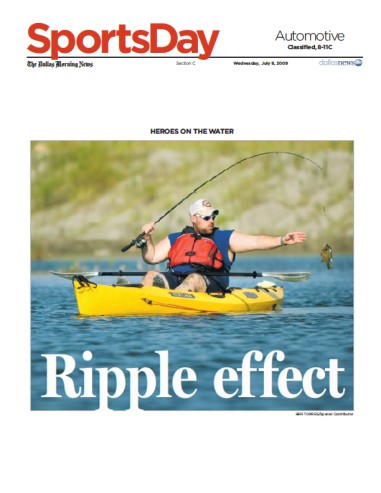 SportsDay
Automotive
Classified, 8-11C
The Dallas Morning News
Section C
Wednesday, July 8, 2009
dallasnews
HEROES ON THE WATER
Ripple effect
Contributor